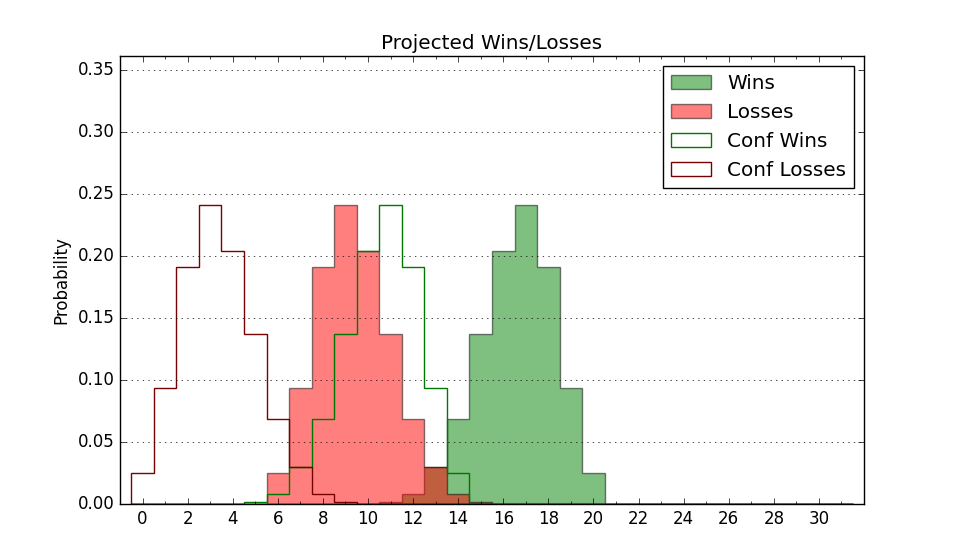 Projected Wins/Losses
0.35
0.30
0.25
0.20
0.15
0.10
0.05
0.00
Probability
Wins
Losses
Conf Wins
Conf Losses
0 2 4 6 8 10 12 14 16 18 20 22 24 26 28 30